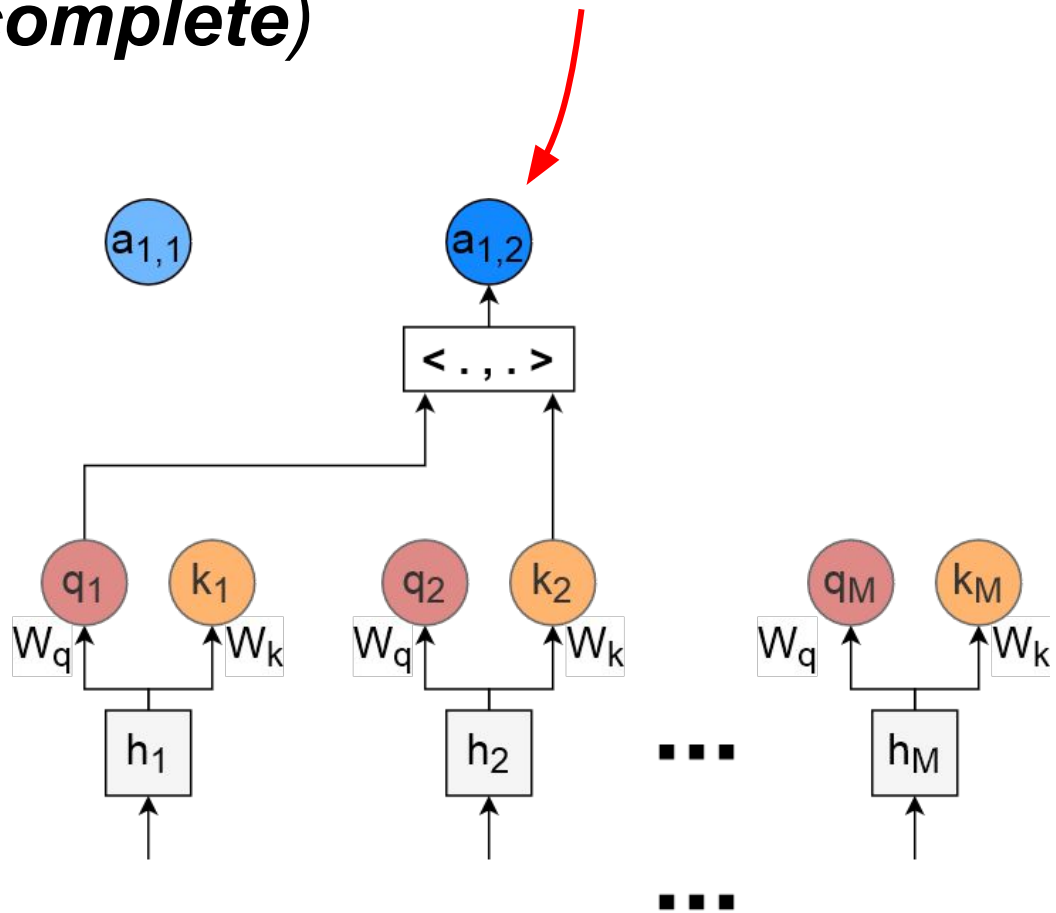 complete)
a1,1 a1,2
< . , . >
q1 k1 q2 k2 qM kM
Wq Wk Wq Wk Wq Wk
h1 h2 ... hM
...